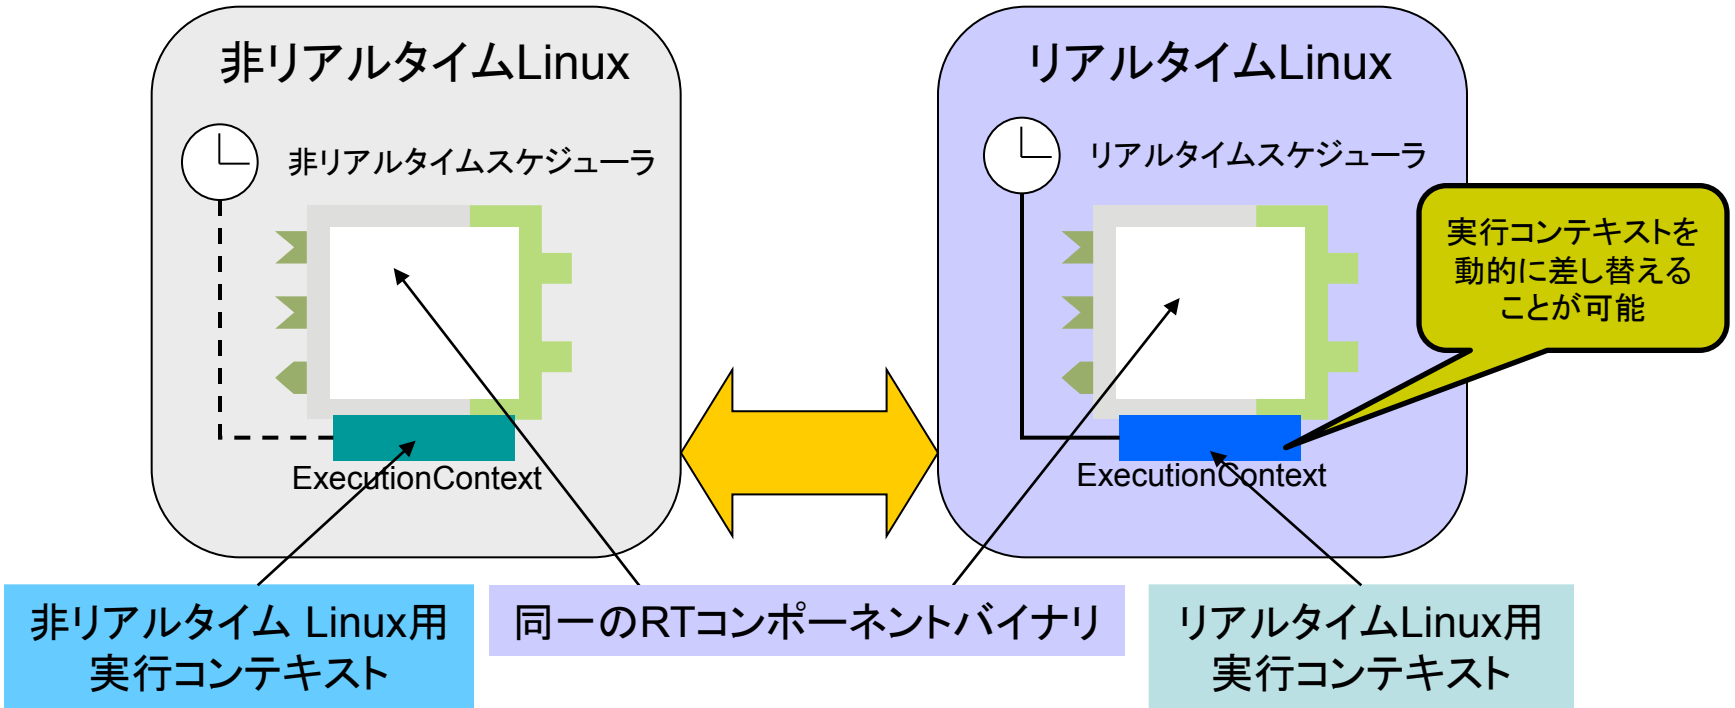 非リアルタイムLinux
非リアルタイムスケジューラ
ExecutionContext
リアルタイムLinux
リアルタイムスケジューラ
ExecutionContext
実行コンテキストを
動的に差し替える
ことが可能
非リアルタイム Linux用
実行コンテキスト
同一のRTコンポーネントバイナリ
リアルタイムLinux用
実行コンテキスト